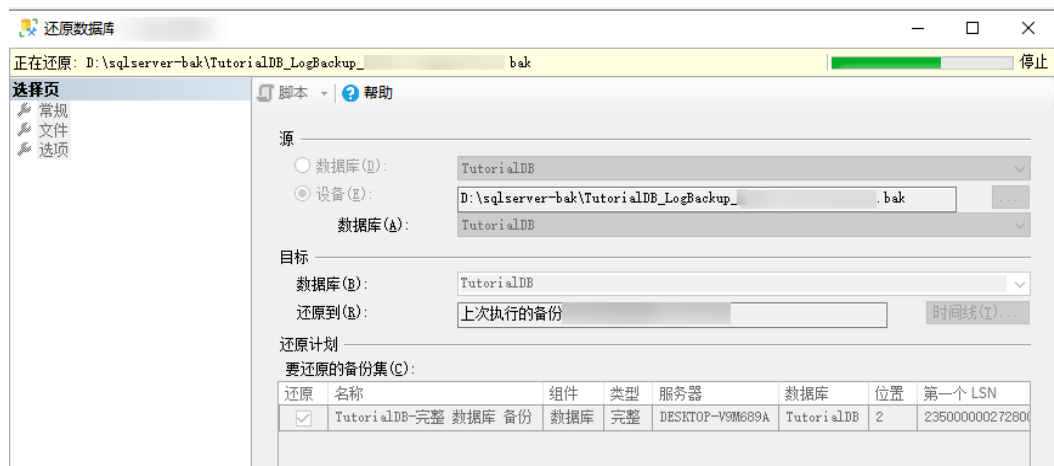 还原数据库
正在还原: D:\sqlserver-bak\TutorialDB_LogBackup_ bak 停止
选择页
常规
文件
选项
脚本 帮助
源
数据库(D): TutorialDB
设备(E): D:\sqlserver-bak\TutorialDB_LogBackup_ .bak ...
数据库(A): TutorialDB
目标
数据库(B): TutorialDB
还原到(R): 上次执行的备份 时间线(T)...
还原计划
要还原的备份集(C):
还原 名称 组件 类型 服务器 数据库 位置 第一个 LSN
TutorialDB-完整 数据库 备份 数据库 完整 DESKTOP-V9M689A TutorialDB 2 235000000272800